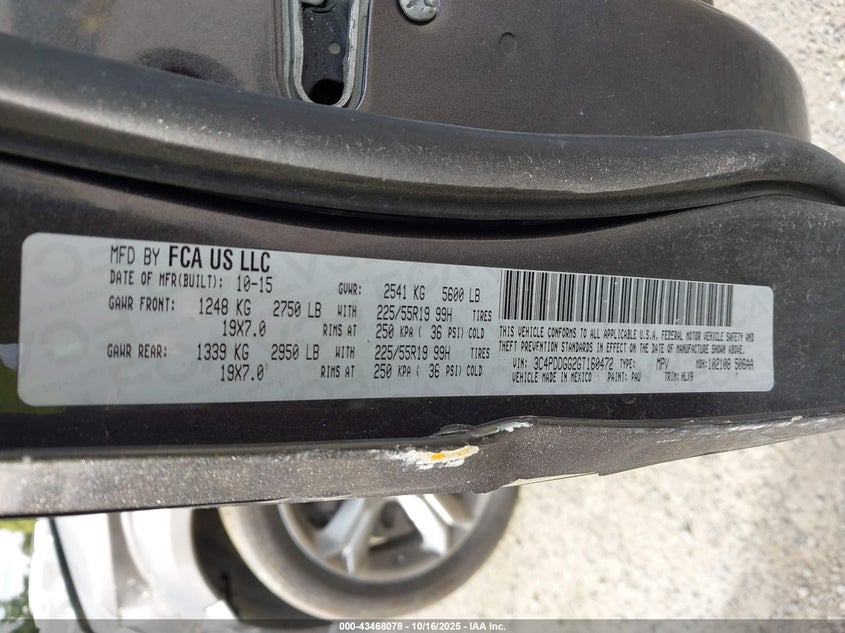 MFD BY FCA US LLC
DATE OF MFR(BUILT): 10-15 GVWR: 2541 KG 5600 LB
GAWR FRONT: 1248 KG 2750 LB WITH 225/55R19 99H TIRES
19X7.0 RIMS AT 250 KPA ( 36 PSI) COLD
GAWR REAR: 1339 KG 2950 LB WITH 225/55R19 99H TIRES
19X7.0 RIMS AT 250 KPA ( 36 PSI) COLD
THIS VEHICLE CONFORMS TO ALL APPLICABLE U.S.A. FEDERAL MOTOR VEHICLE SAFETY AND
THEFT PREVENTION STANDARDS IN EFFECT ON THE DATE OF MANUFACTURE SHOWN ABOVE.
VIN: 3C4PDDGG2GT160472 TYPE: MPV MDH: 102108 506AA
VEHICLE MADE IN MEXICO PAINT: PAU TRIM: HLX9
000-43468078 - 10/16/2025 - IAA Inc.